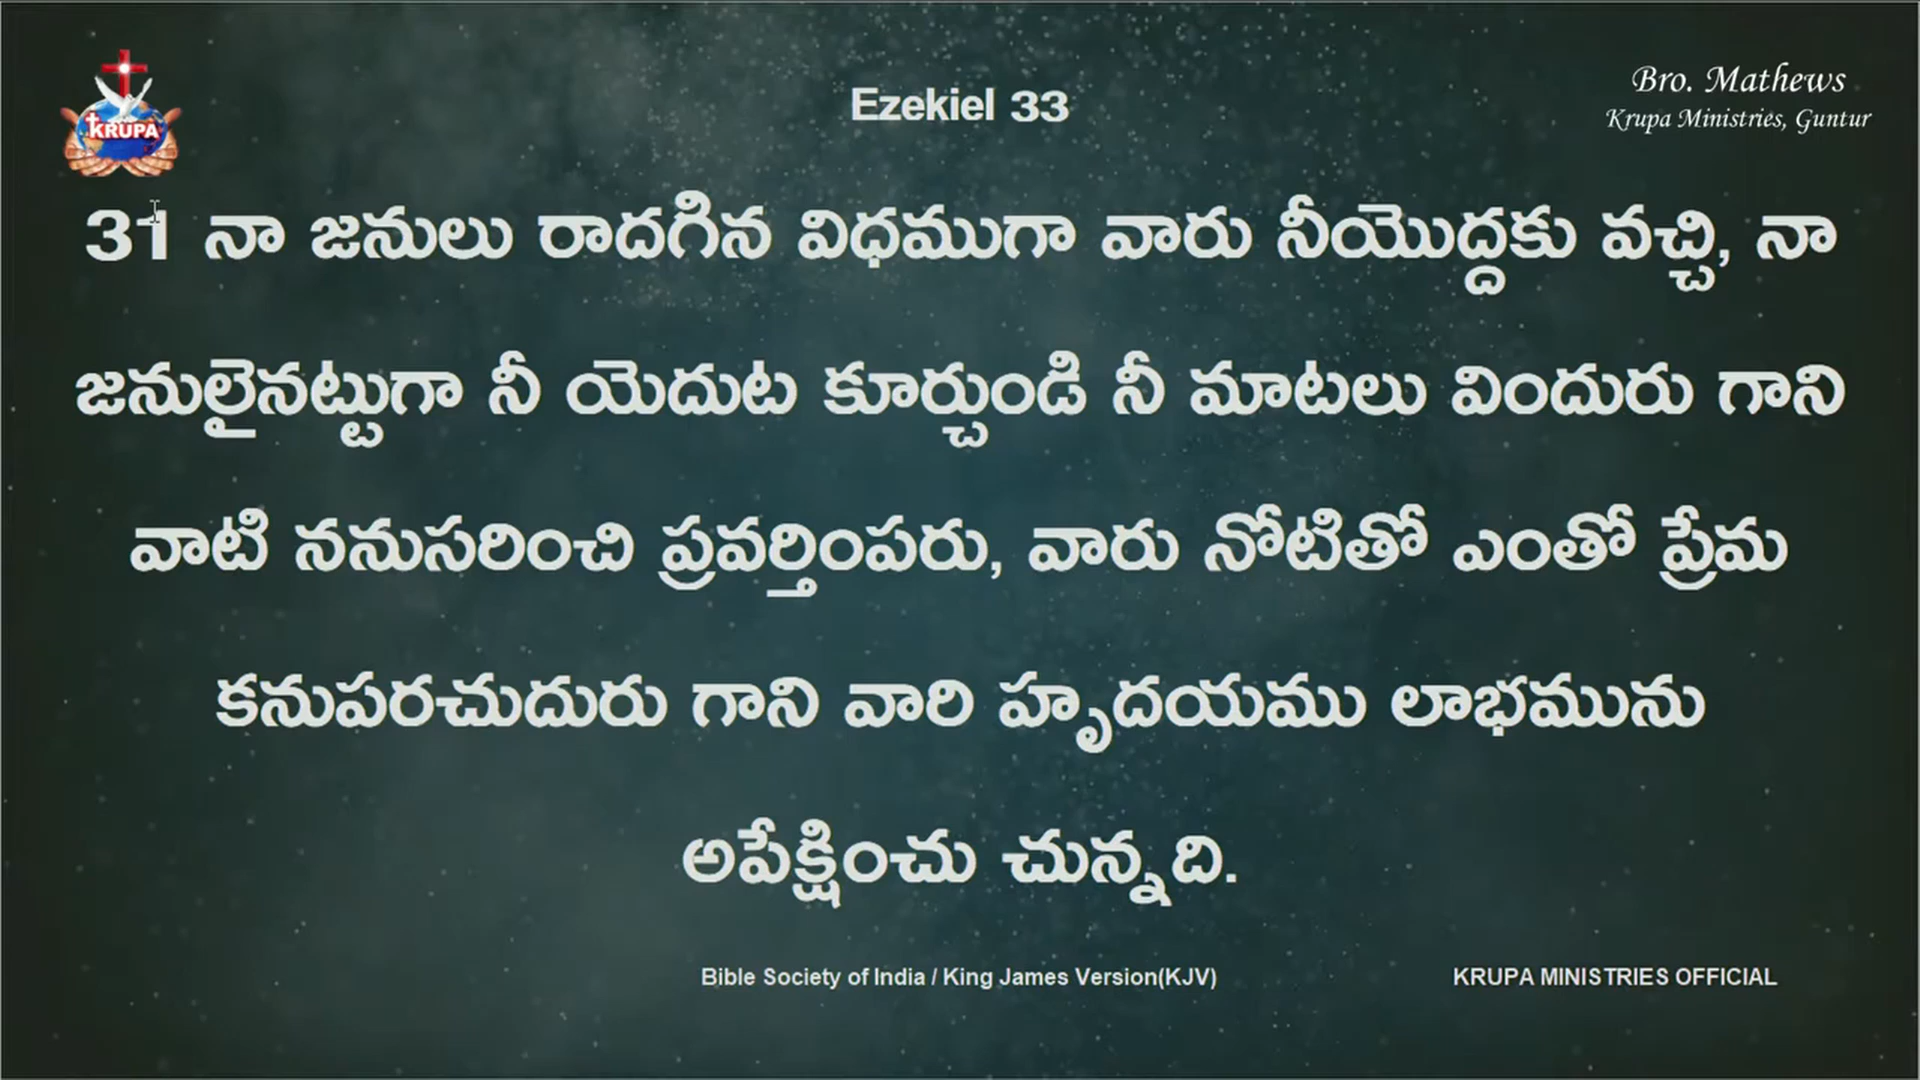 KRUPA
Ezekiel 33
Bro. Mathews
Krupa Ministries, Guntur
31 నా జనులు రాదగిన విధముగా వారు నీయొద్దకు వచ్చి, నా
జనులైనట్టుగా నీ యెదుట కూర్చుండి నీ మాటలు విందురు గాని
వాటి ననుసరించి ప్రవర్తింపరు, వారు నోటితో ఎంతో ప్రేమ
కనుపరచుదురు గాని వారి హృదయము లాభమును
అపేక్షించు చున్నది.
Bible Society of India / King James Version(KJV)
KRUPA MINISTRIES OFFICIAL